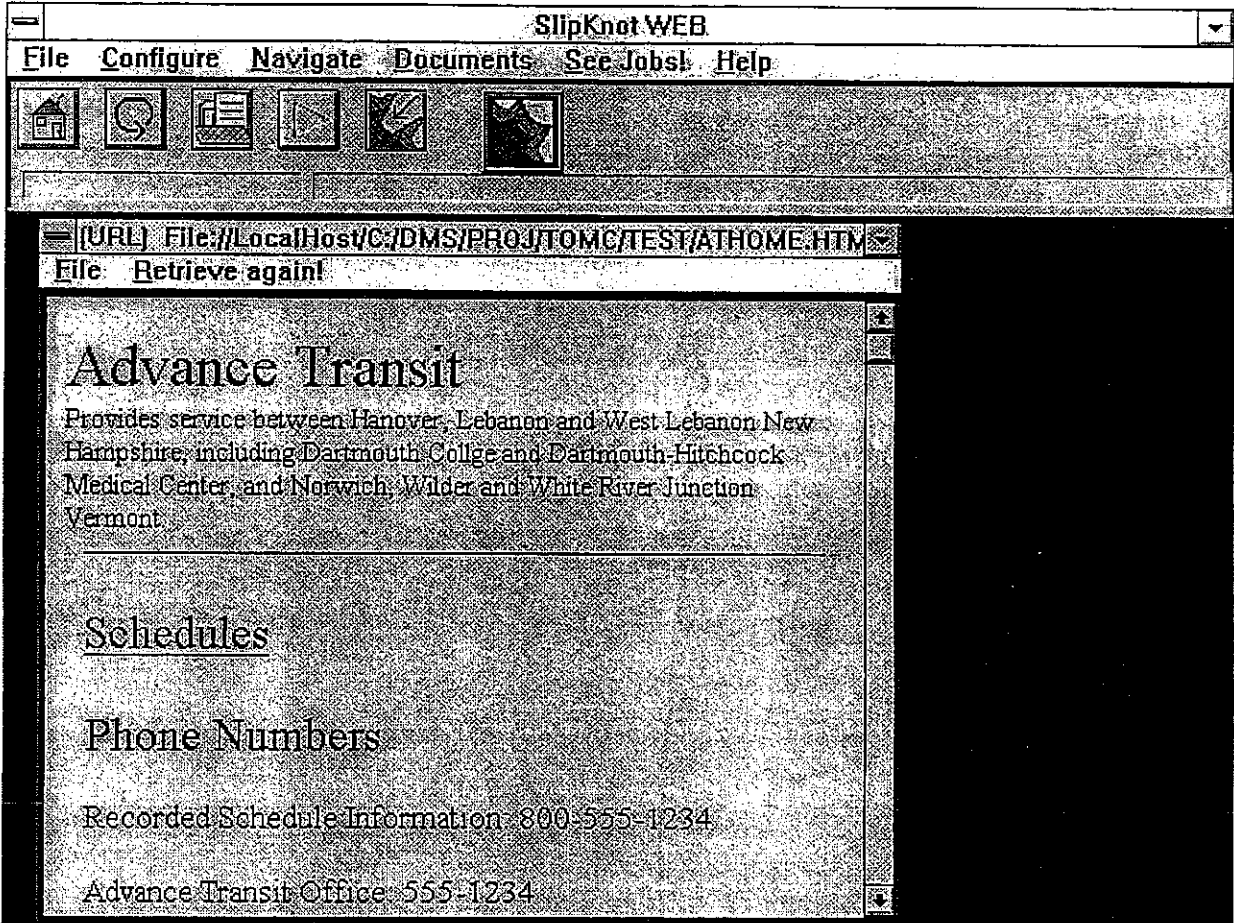 SlipKnot WEB
File Configure Navigate Documents See Jobs! Help
[URL] File://LocalHost/C:/DMS/PROJ/TOMC/TEST/ATHOME.HTM
File Retrieve again!
Advance Transit
Provides service between Hanover, Lebanon and West Lebanon New
Hampshire, including Dartmouth Collge and Dartmouth-Hitchcock
Medical Center, and Norwich, Wilder and White River Junction
Vermont
Schedules
Phone Numbers
Recorded Schedule Information 800-555-1234
Advance Transit Office 555-1234